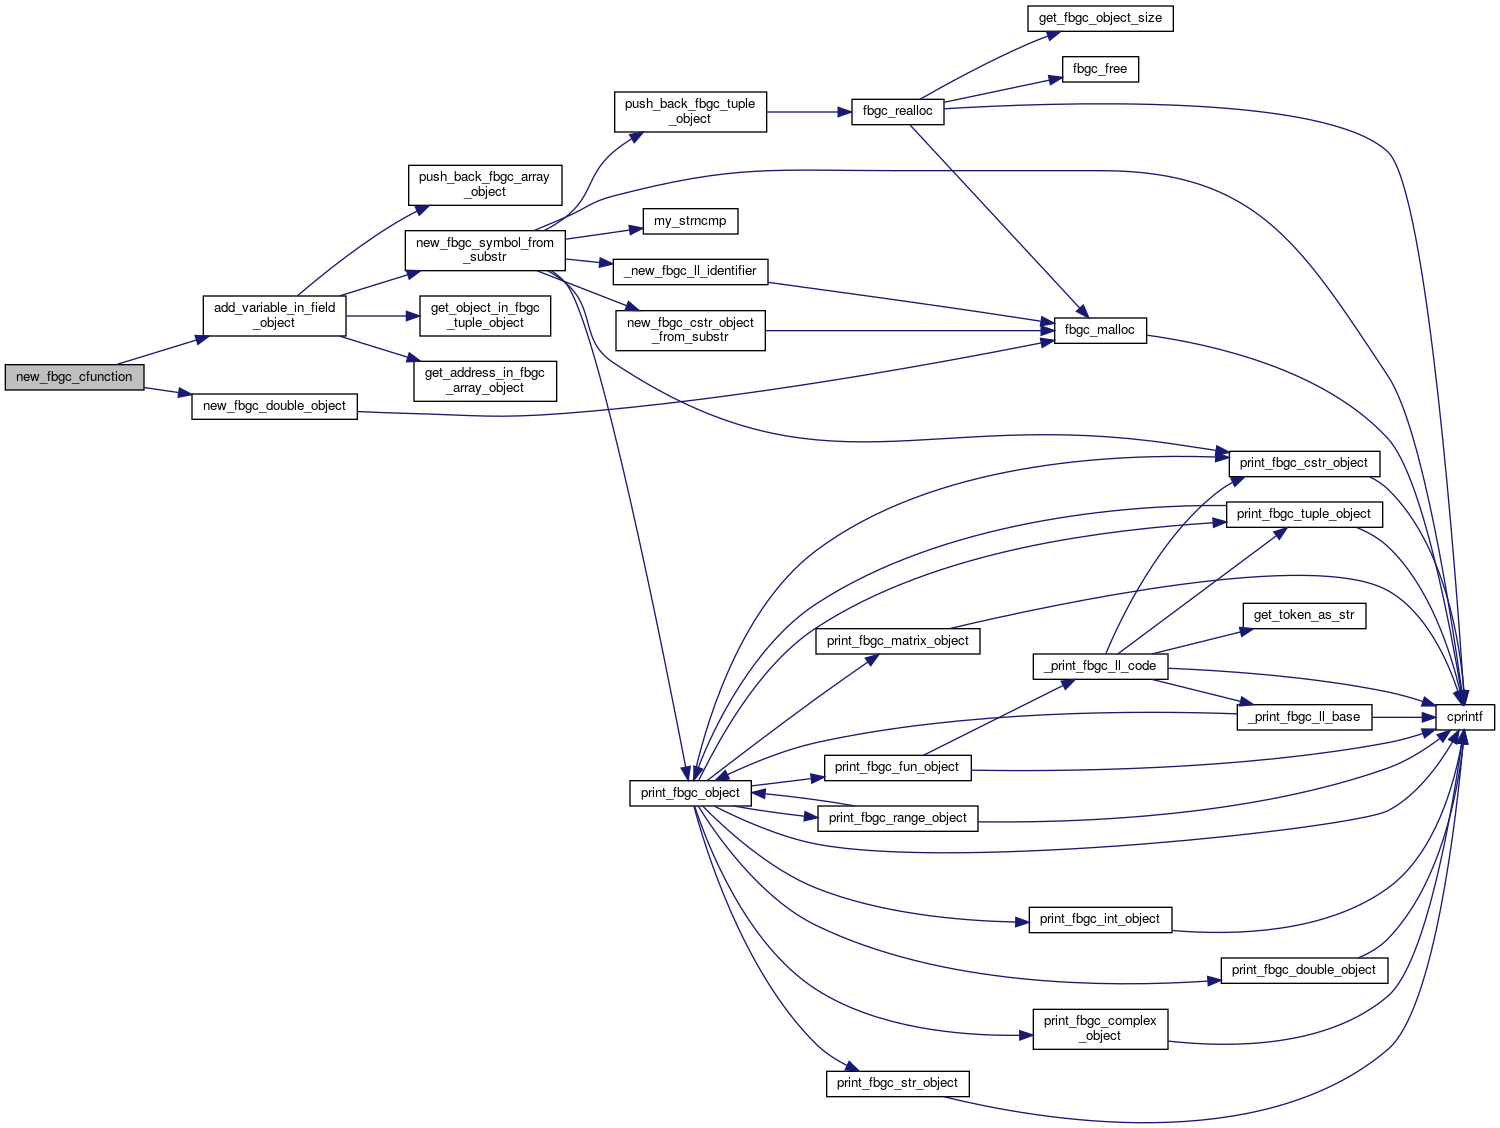 get_fbgc_object_size
fbgc_free
push_back_fbgc_tuple
_object
fbgc_realloc
push_back_fbgc_array
_object
my_strncmp
new_fbgc_symbol_from
_substr
_new_fbgc_ll_identifier
add_variable_in_field
_object
get_object_in_fbgc
_tuple_object
new_fbgc_cstr_object
_from_substr
fbgc_malloc
new_fbgc_cfunction
get_address_in_fbgc
_array_object
new_fbgc_double_object
print_fbgc_cstr_object
print_fbgc_tuple_object
get_token_as_str
print_fbgc_matrix_object
_print_fbgc_ll_code
_print_fbgc_ll_base
cprintf
print_fbgc_fun_object
print_fbgc_object
print_fbgc_range_object
print_fbgc_int_object
print_fbgc_double_object
print_fbgc_complex
_object
print_fbgc_str_object